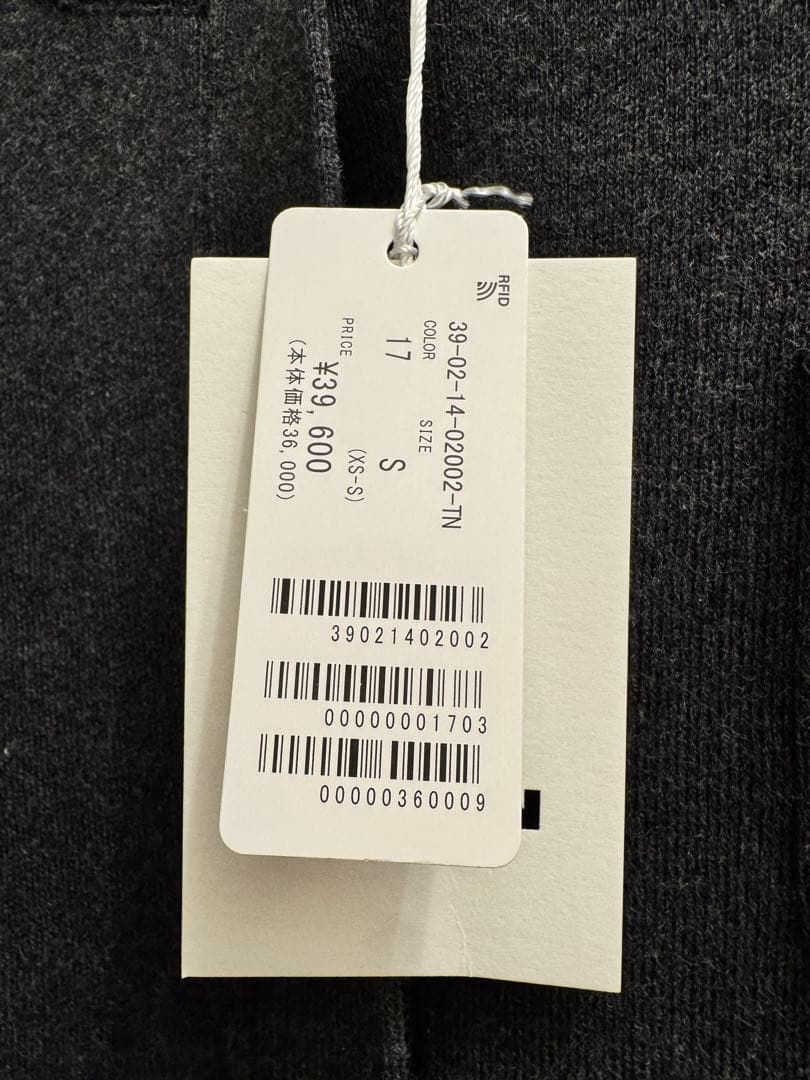 RFID
39-02-14-02002-TN
COLOR SIZE
17 S
(XS-S)
PRICE ¥39,600
(本体価格36,000)
39021402002
00000001703
00000360009